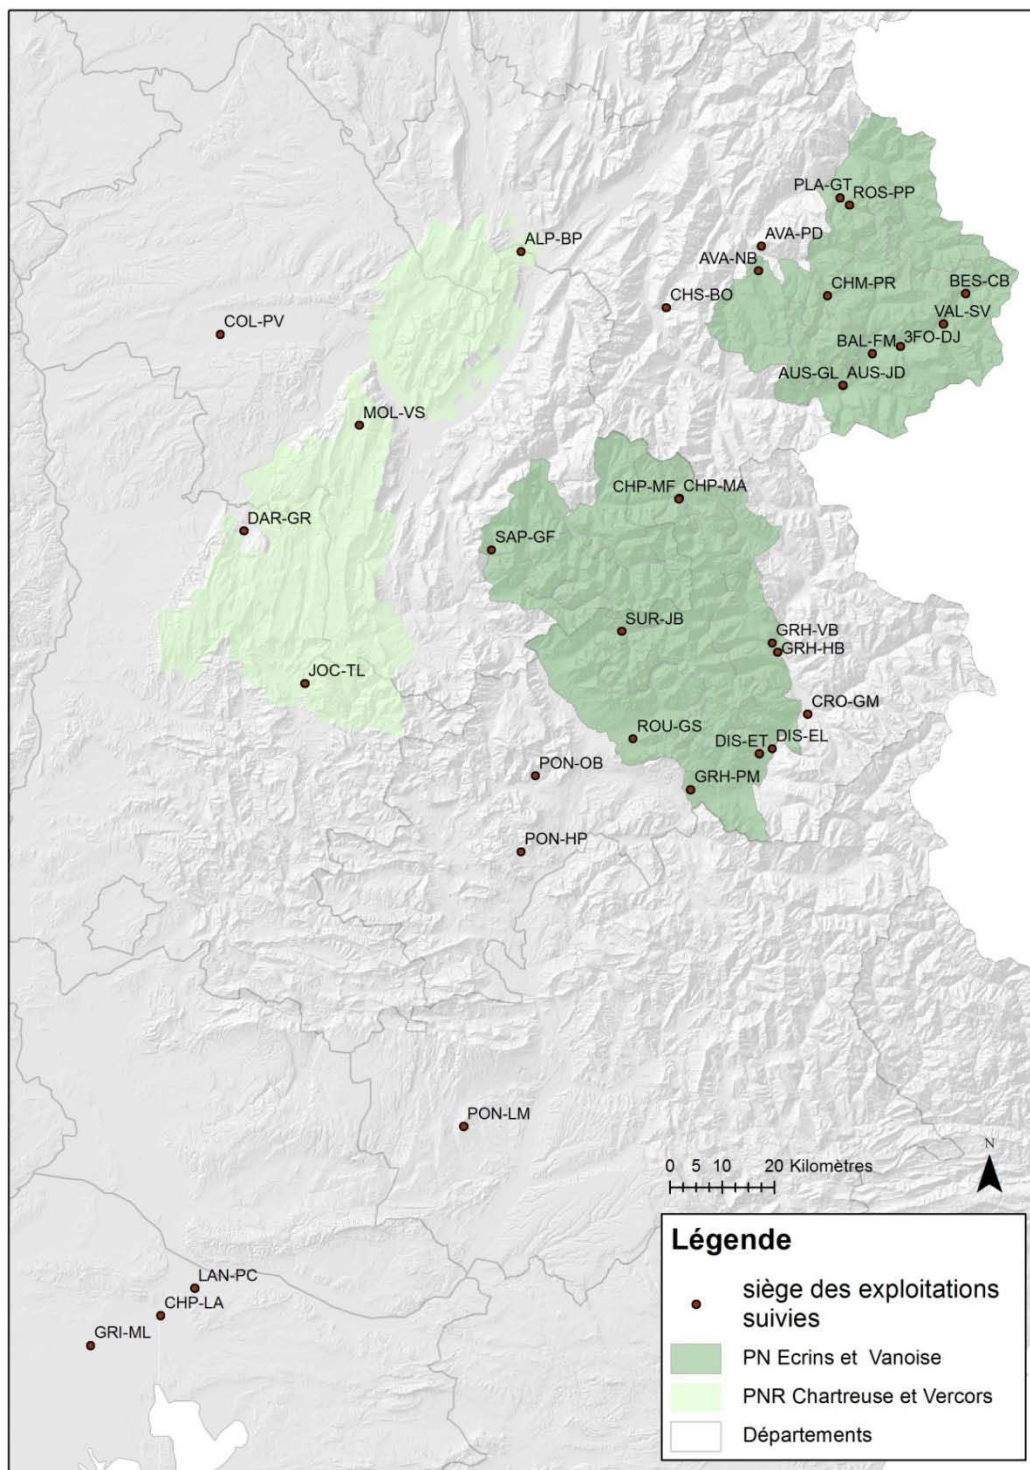 PLA-GT
ROS-PP
AVA-PD
ALP-BP
AVA-NB
BES-CB
CHM-PR
CHS-BO
VAL-SV
COL-PV
BAL-FM
3FO-DJ
AUS-GL
AUS-JD
MOL-VS
CHP-MF
CHP-MA
DAR-GR
SAP-GF
SUR-JB
GRH-VB
GRH-HB
JOC-TL
CRO-GM
ROU-GS
DIS-ET
DIS-EL
PON-OB
GRH-PM
PON-HP
PON-LM
N
0 5 10 20 Kilomètres
LAN-PC
CHP-LA
GRI-ML
Légende
siège des exploitations
suivies
PN Ecrins et Vanoise
PNR Chartreuse et Vercors
Départements